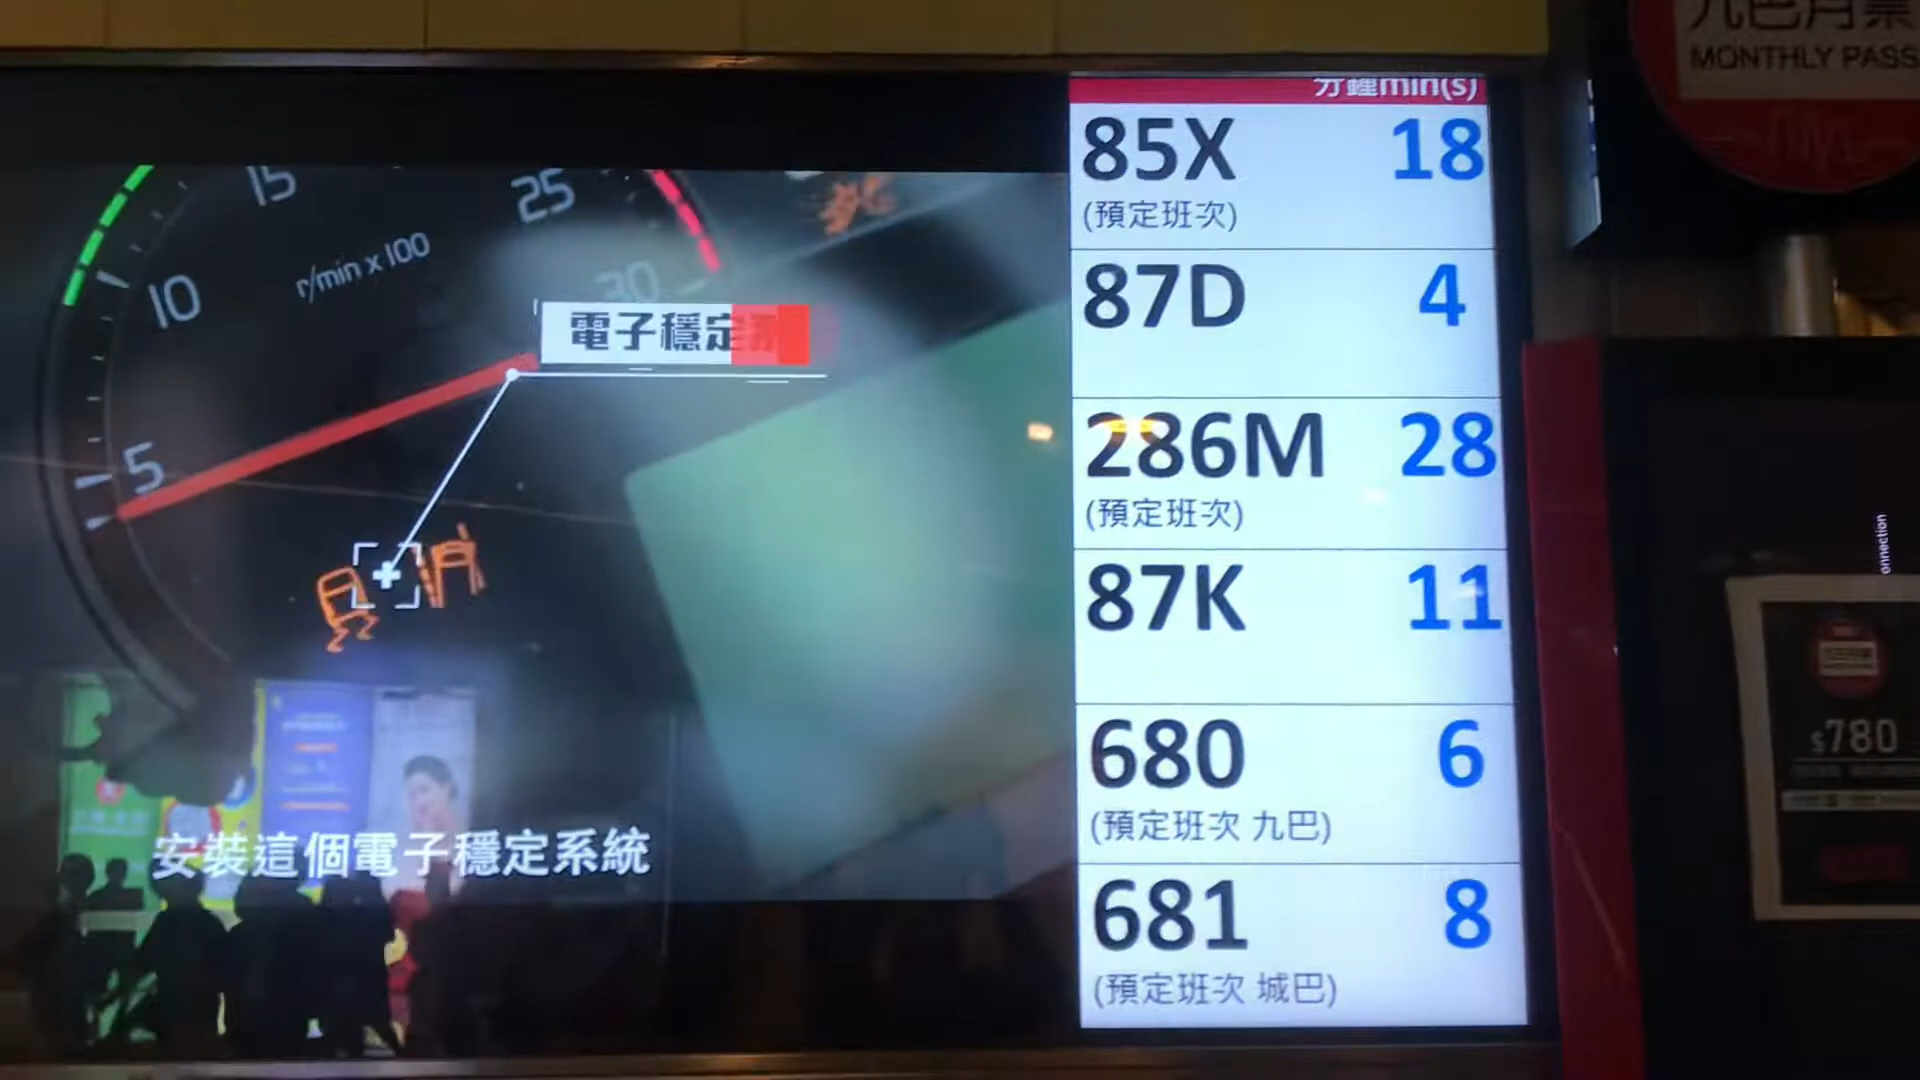 15
25
10
r/min x 100
30
5
電子穩定系
安裝這個電子穩定系統
分鐘min(s)
85X 18
(預定班次)
87D 4
286M 28
(預定班次)
87K 11
680 6
(預定班次 九巴)
681 8
(預定班次 城巴)
九巴月票
MONTHLY PASS
onnection
$780